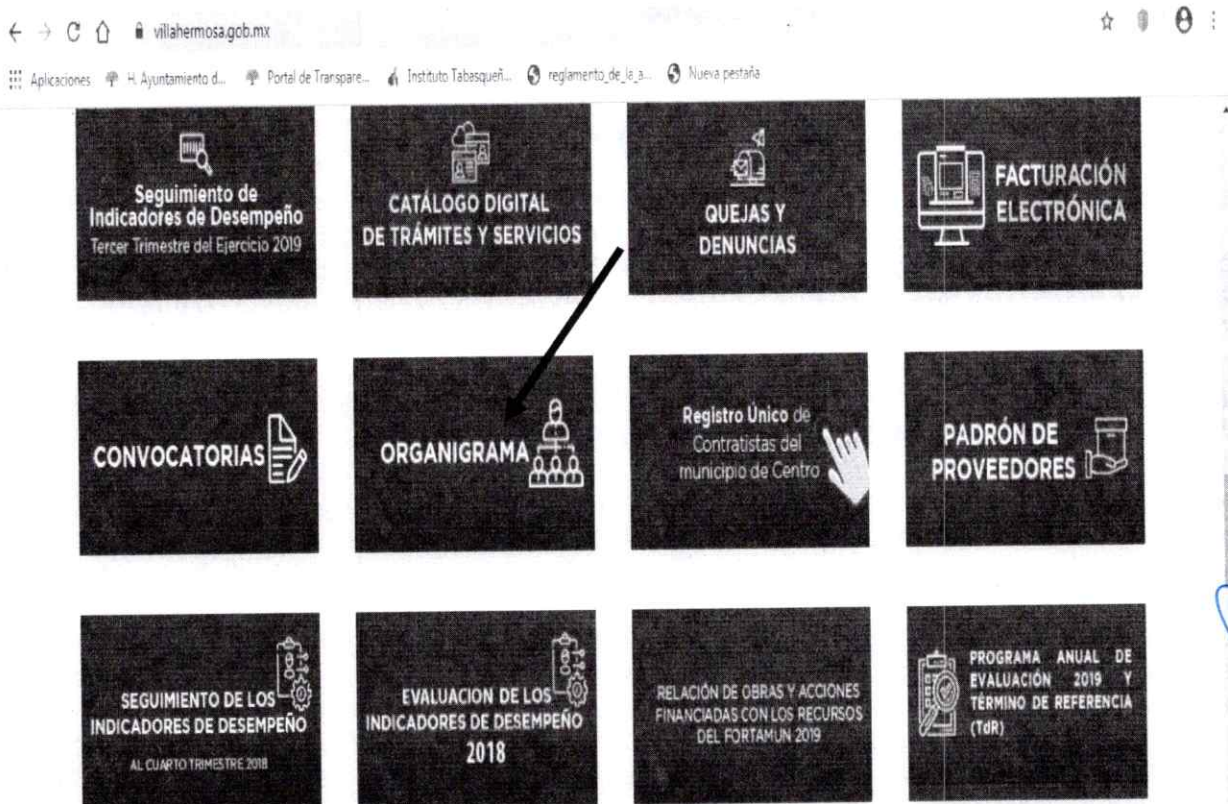 villahermosa.gob.mx
Aplicaciones H. Ayuntamiento d... Portal de Transpare... Instituto Tabasqueñ... reglamento_de_la_a... Nueva pestaña
Seguimiento de
Indicadores de Desempeño
Tercer Trimestre del Ejercicio 2019
CATÁLOGO DIGITAL
DE TRÁMITES Y SERVICIOS
QUEJAS Y
DENUNCIAS
FACTURACIÓN
ELECTRÓNICA
CONVOCATORIAS
ORGANIGRAMA
Registro Único de
Contratistas del
municipio de Centro
PADRÓN DE
PROVEEDORES
SEGUIMIENTO DE LOS
INDICADORES DE DESEMPEÑO
AL CUARTO TRIMESTRE 2018
EVALUACION DE LOS
INDICADORES DE DESEMPEÑO
2018
RELACIÓN DE OBRAS Y ACCIONES
FINANCIADAS CON LOS RECURSOS
DEL FORTAMUN 2019
PROGRAMA ANUAL DE
EVALUACIÓN 2019 Y
TÉRMINO DE REFERENCIA
(TdR)